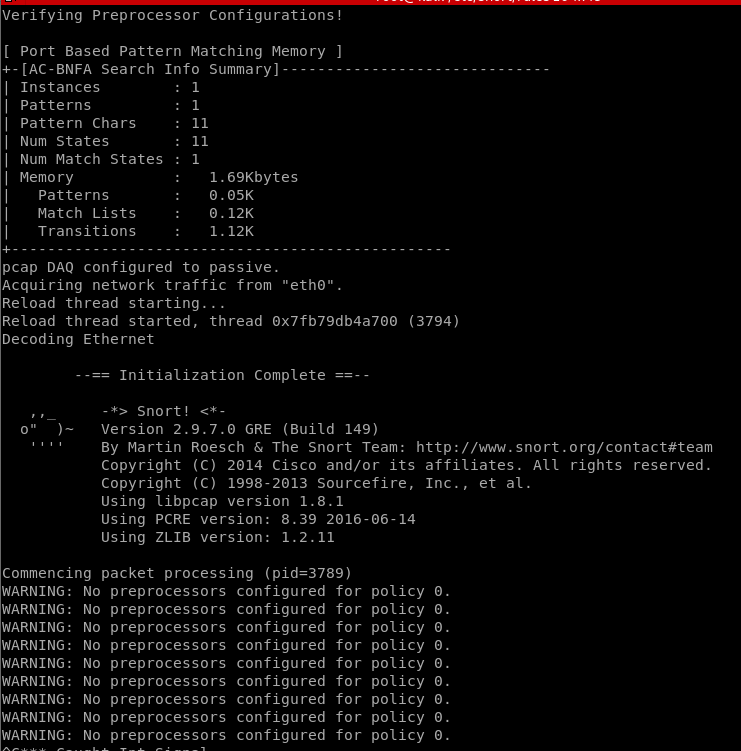 Verifying Preprocessor Configurations!
[ Port Based Pattern Matching Memory ]
+-[AC-BNFA Search Info Summary]------------------------------
| Instances        : 1
| Patterns         : 1
| Pattern Chars    : 11
| Num States       : 11
| Num Match States : 1
| Memory           :   1.69Kbytes
|   Patterns       :   0.05K
|   Match Lists    :   0.12K
|   Transitions    :   1.12K
+-------------------------------------------------
pcap DAQ configured to passive.
Acquiring network traffic from "eth0".
Reload thread starting...
Reload thread started, thread 0x7fb79db4a700 (3794)
Decoding Ethernet
        --== Initialization Complete ==--
   ,,_     -*> Snort! <*-
  o"  )~   Version 2.9.7.0 GRE (Build 149)
   ''''    By Martin Roesch & The Snort Team: http://www.snort.org/contact#team
           Copyright (C) 2014 Cisco and/or its affiliates. All rights reserved.
           Copyright (C) 1998-2013 Sourcefire, Inc., et al.
           Using libpcap version 1.8.1
           Using PCRE version: 8.39 2016-06-14
           Using ZLIB version: 1.2.11
Commencing packet processing (pid=3789)
WARNING: No preprocessors configured for policy 0.
WARNING: No preprocessors configured for policy 0.
WARNING: No preprocessors configured for policy 0.
WARNING: No preprocessors configured for policy 0.
WARNING: No preprocessors configured for policy 0.
WARNING: No preprocessors configured for policy 0.
WARNING: No preprocessors configured for policy 0.
WARNING: No preprocessors configured for policy 0.
WARNING: No preprocessors configured for policy 0.
^C*** Caught Int-Signal